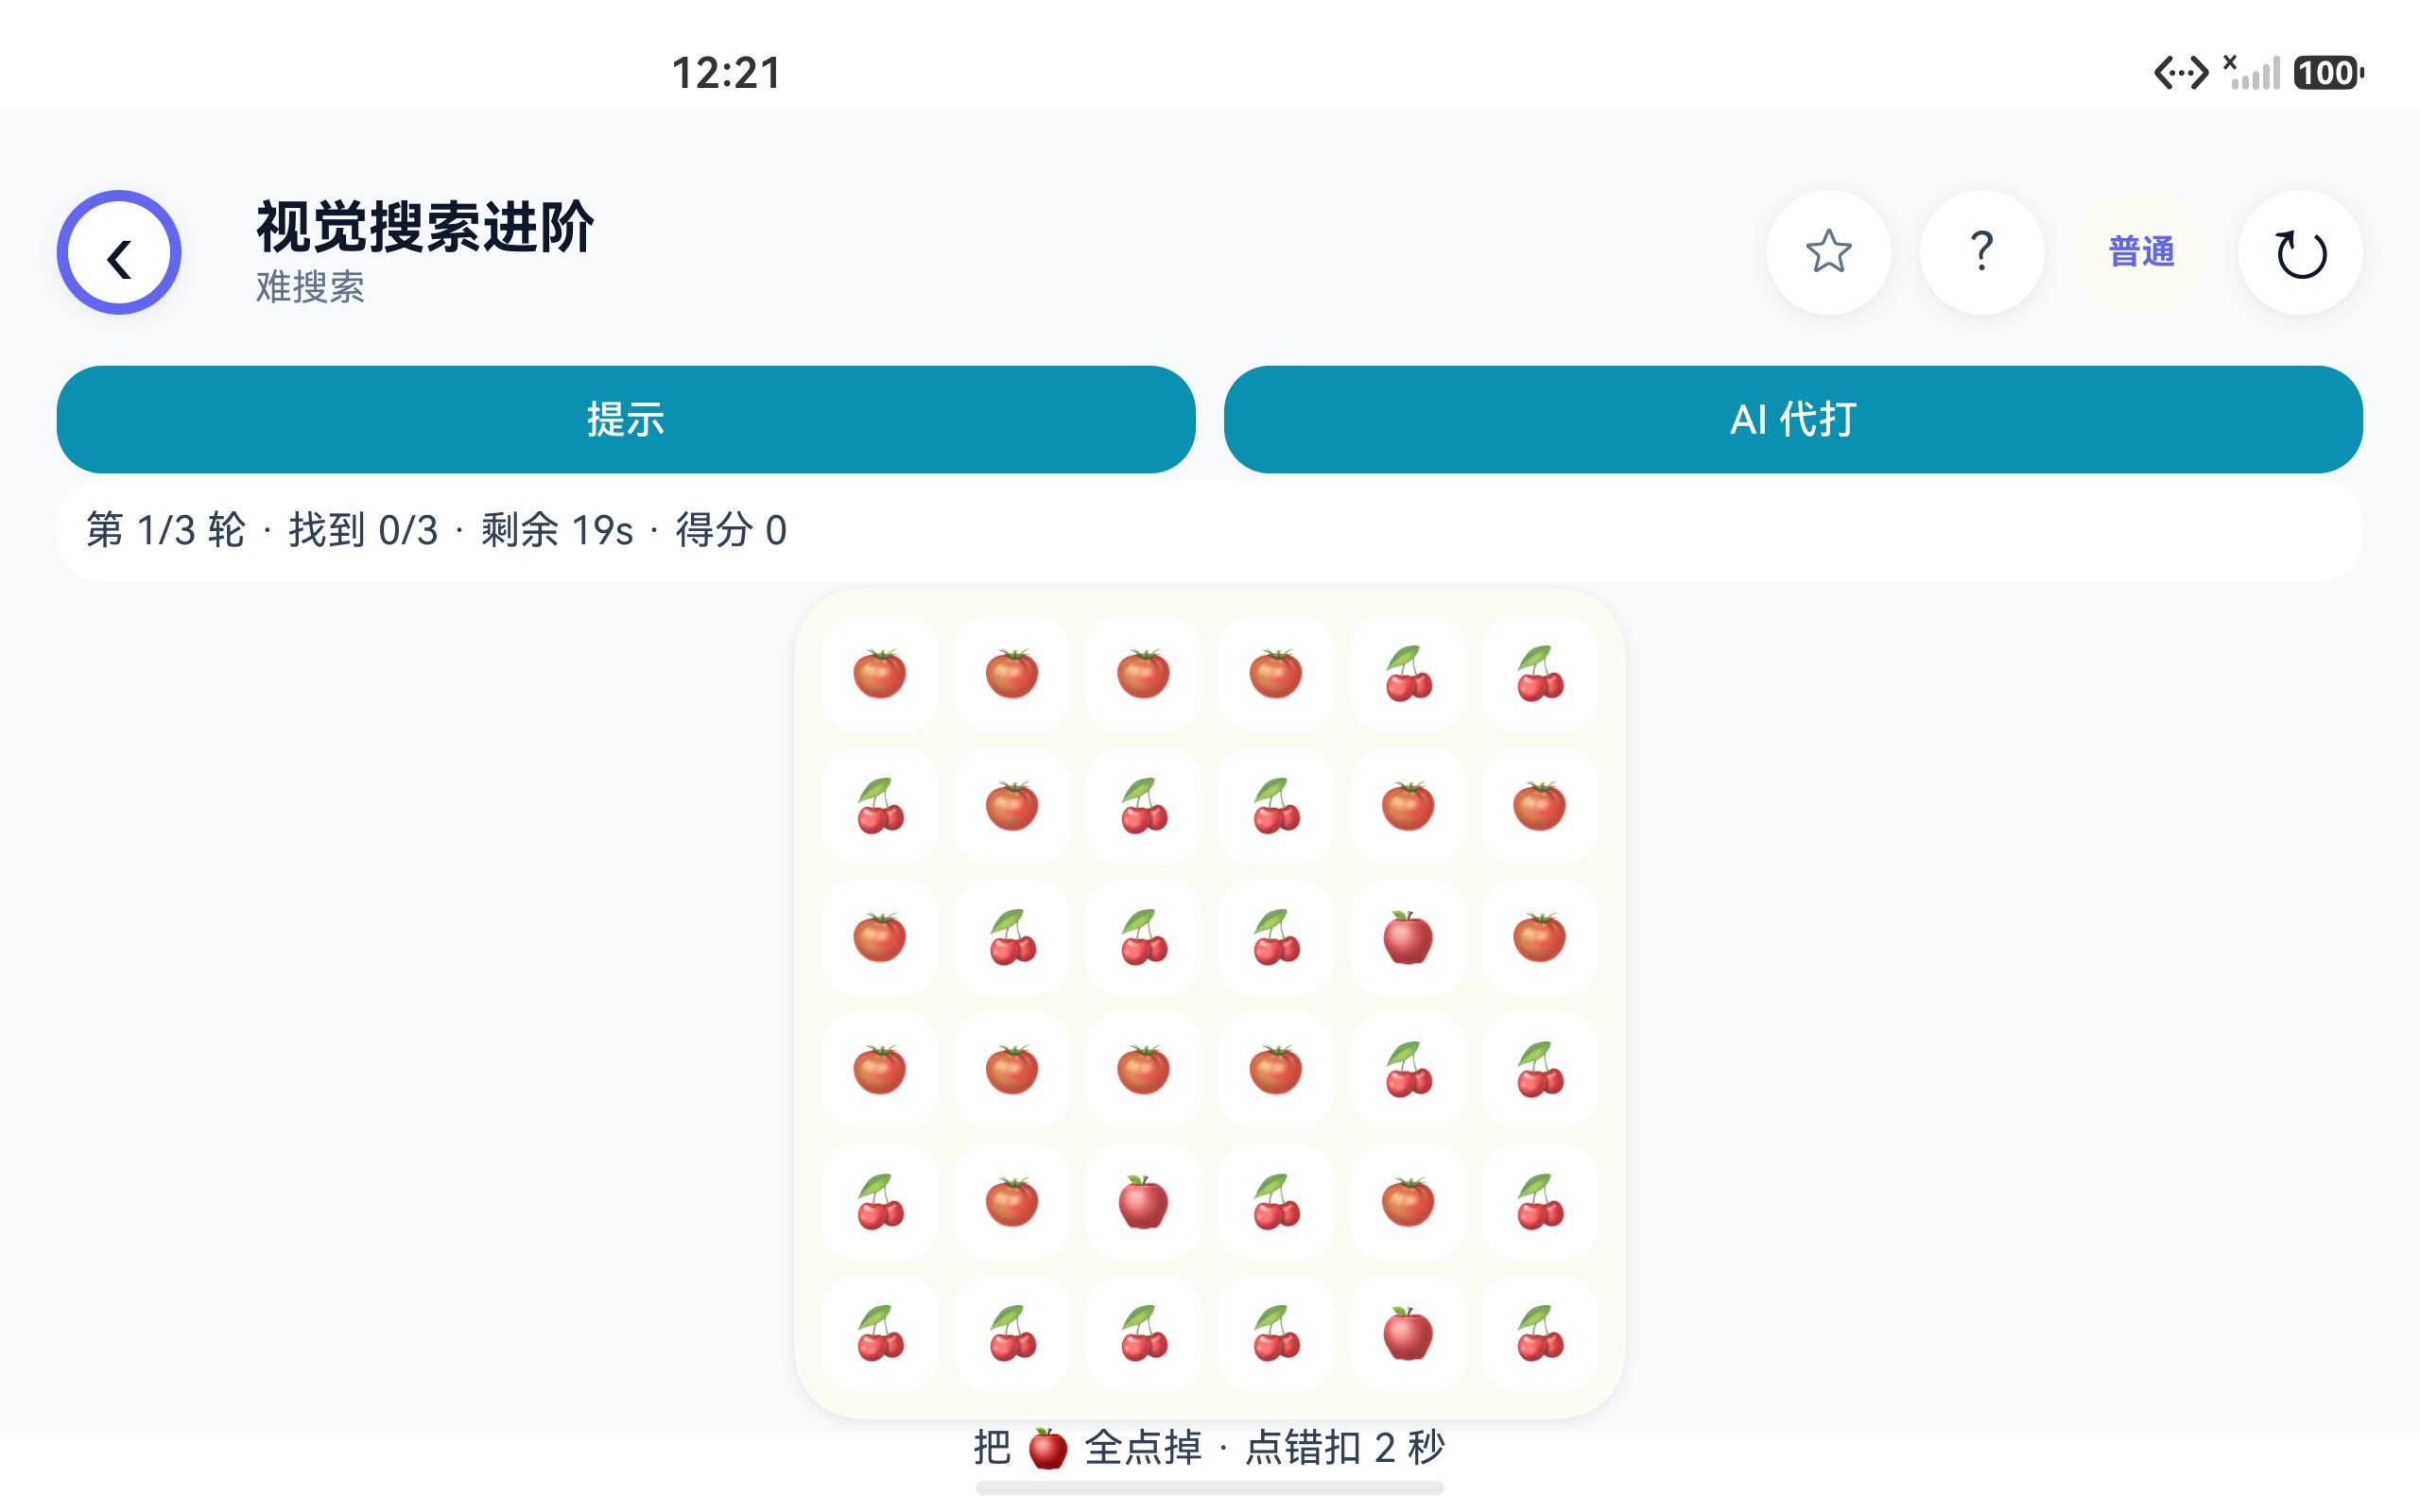 12:21
100
视觉搜索进阶
难搜索
?
普通
提示
AI 代打
第 1/3 轮 · 找到 0/3 · 剩余 19s · 得分 0
把 🍎 全点掉 · 点错扣 2 秒